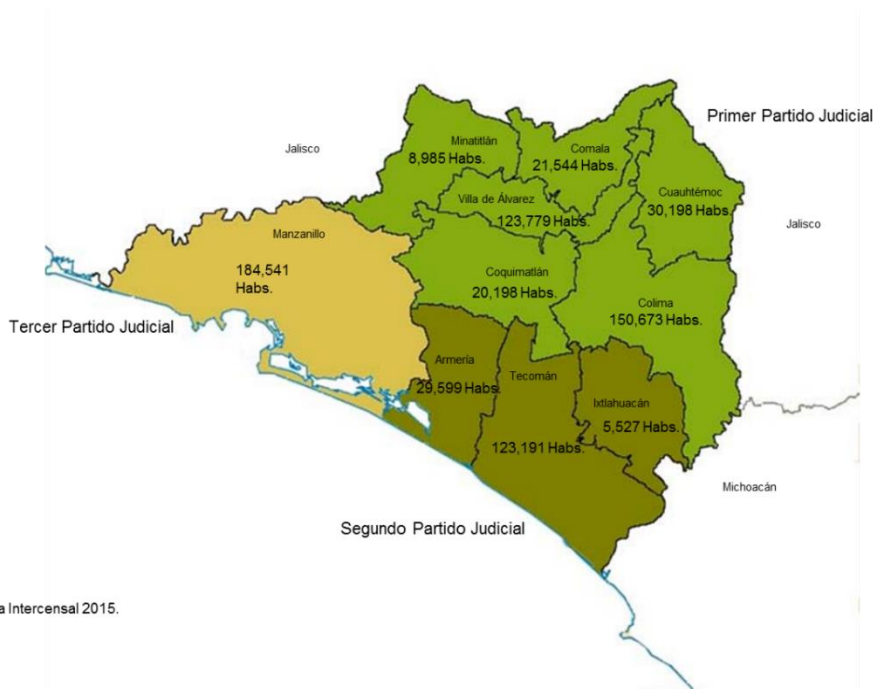 Primer Partido Judicial
Minatitlán
8,985 Habs.
Jalisco
Comala
21,544 Habs.
Cuauhtémoc
30,198 Habs.
Villa de Álvarez
123,779 Habs.
Jalisco
Manzanillo
184,541
Habs.
Coquimatlán
20,198 Habs.
Colima
150,673 Habs.
Tercer Partido Judicial
Armería
29,599 Habs.
Tecomán
123,191 Habs.
Ixtlahuacán
5,527 Habs.
Michoacán
Segundo Partido Judicial
a Intercensal 2015.